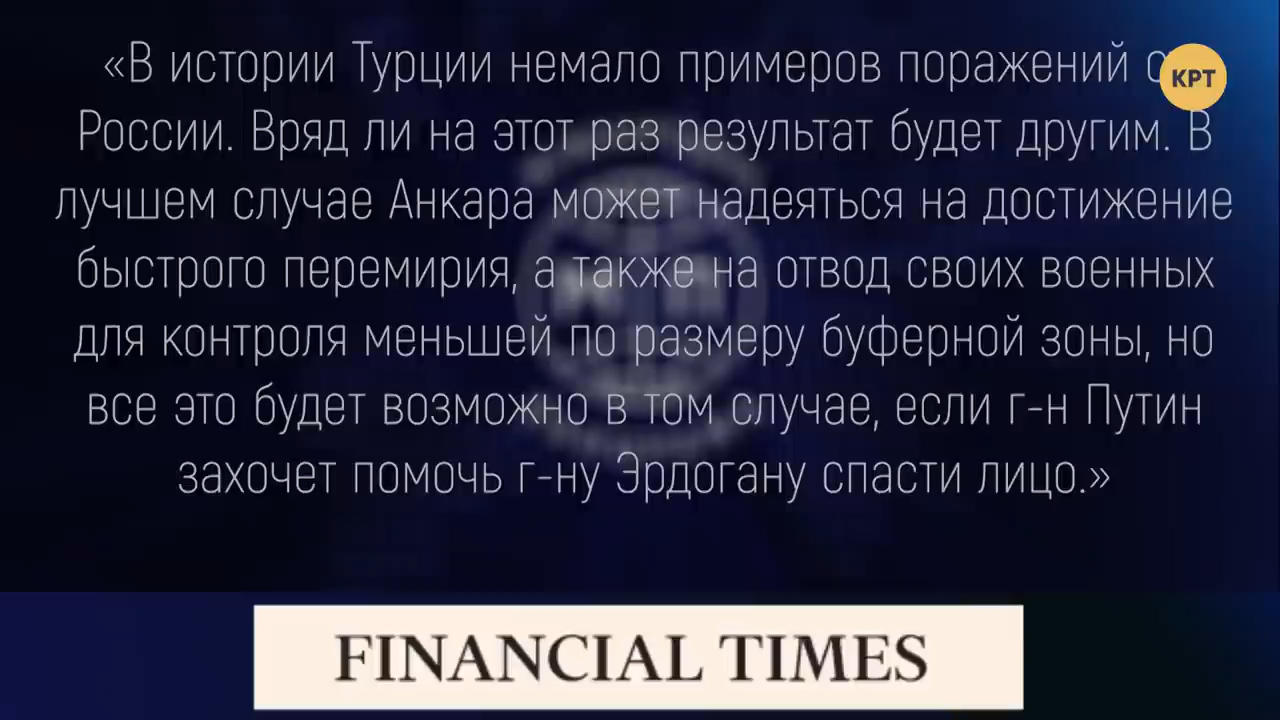 «В истории Турции немало примеров поражений
России. Вряд ли на этот раз результат будет другим. В
лучшем случае Анкара может надеяться на достижение
быстрого перемирия, а также на отвод своих военных
для контроля меньшей по размеру буферной зоны, но
все это будет возможно в том случае, если г-н Путин
захочет помочь г-ну Эрдогану спасти лицо.»
КРТ
FINANCIAL TIMES